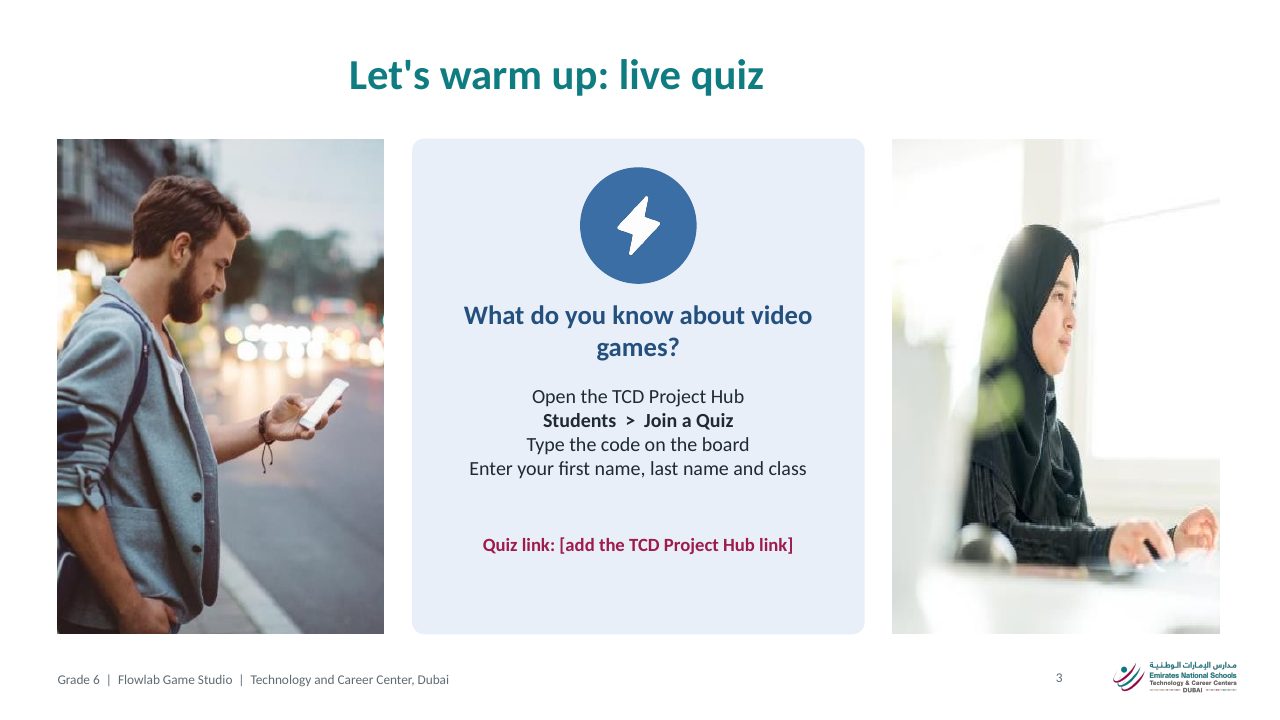 Let's warm up: live quiz
What do you know about video
games?
Open the TCD Project Hub
Students > Join a Quiz
Type the code on the board
Enter your first name, last name and class
Quiz link: [add the TCD Project Hub link]
Grade 6 | Flowlab Game Studio | Technology and Career Center, Dubai
3
مدارس الإمارات الوطنية
Emirates National Schools
Technology & Career Centers
DUBAI